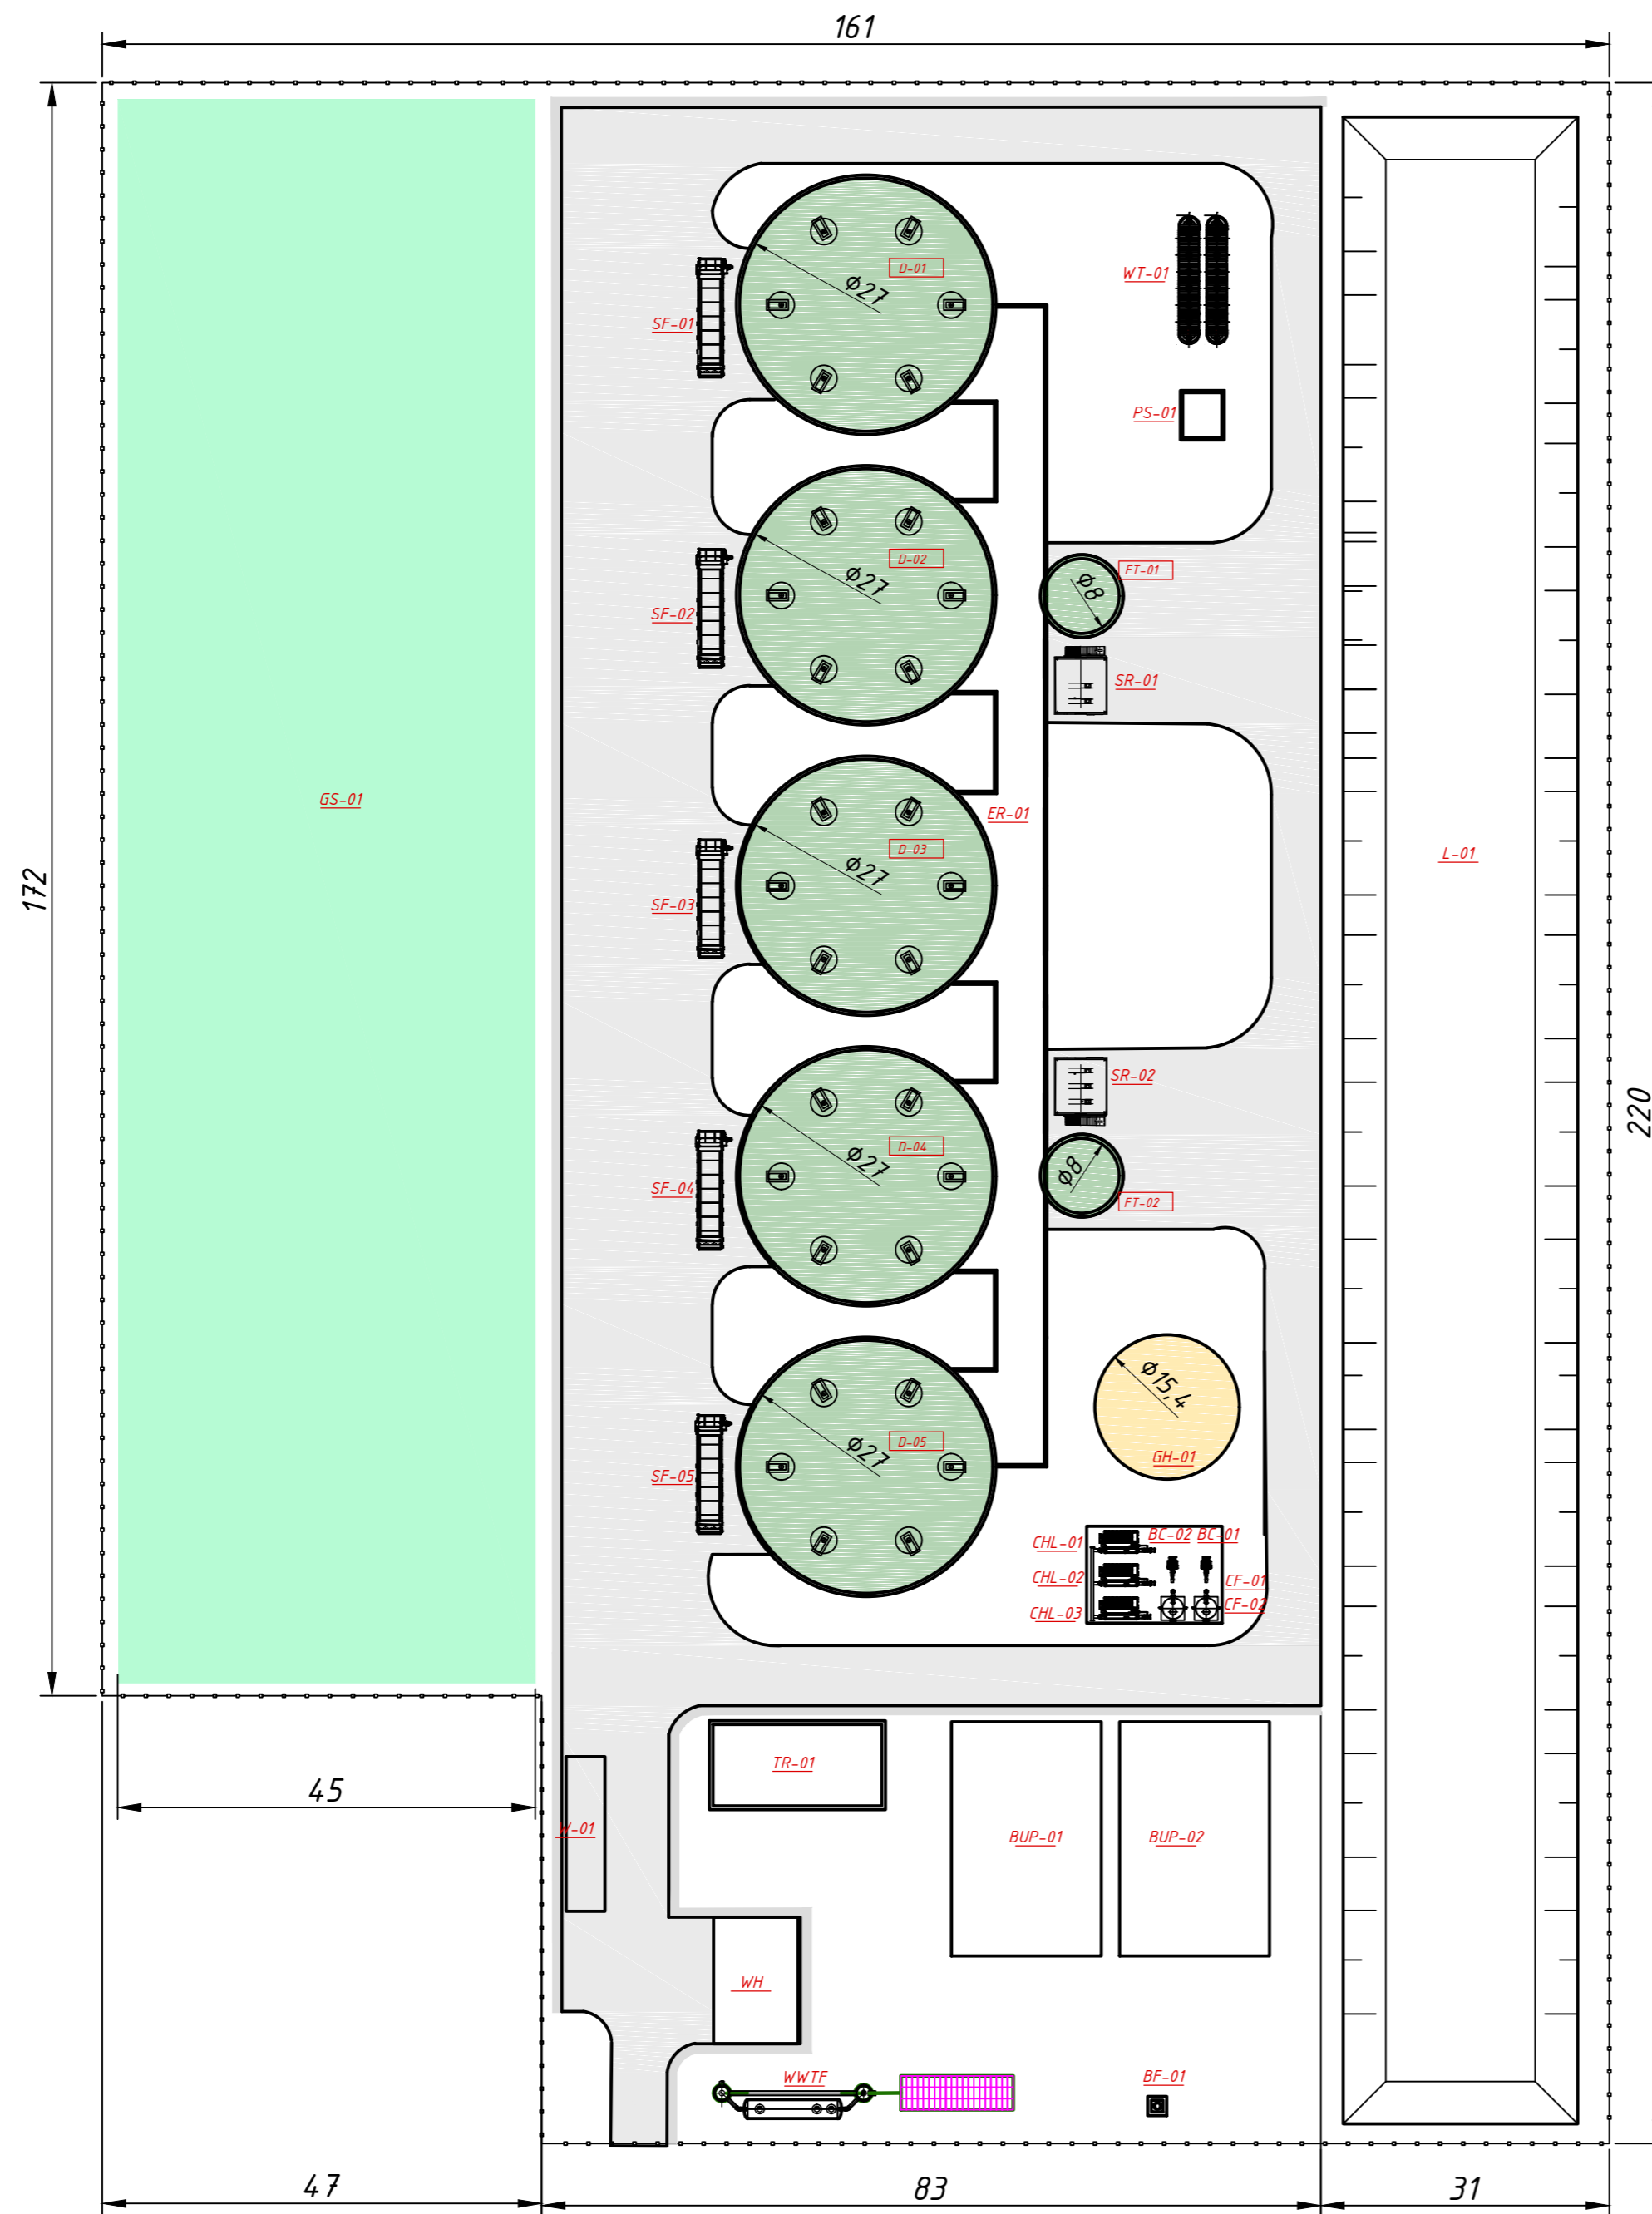 161
D-01
Ø27
WT-01
SF-01
PS-01
D-02
FT-01
Ø27
Ø8
SF-02
SR-01
GS-01
ER-01
D-03
L-01
Ø27
172
SF-03
SR-02
220
D-04
Ø27
Ø8
SF-04
FT-02
Ø15,4
D-05
Ø27
GH-01
SF-05
CHL-01
BC-02
BC-01
CHL-02
CF-01
CHL-03
CF-02
TR-01
45
W-01
BUP-01
BUP-02
WH
WWTF
BF-01
47
83
31